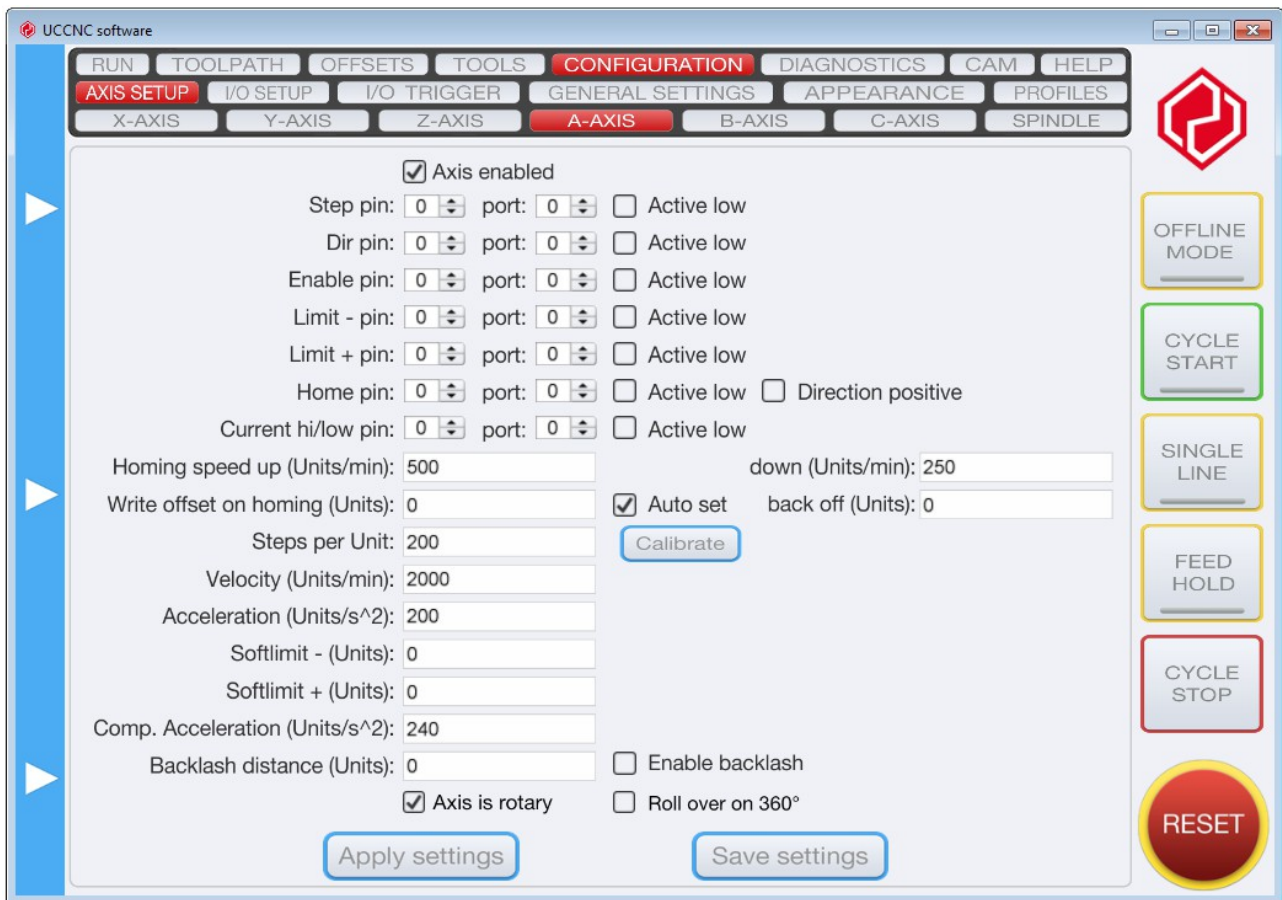 UCCNC software
RUN TOOLPATH OFFSETS TOOLS CONFIGURATION DIAGNOSTICS CAM HELP
AXIS SETUP I/O SETUP I/O TRIGGER GENERAL SETTINGS APPEARANCE PROFILES
X-AXIS Y-AXIS Z-AXIS A-AXIS B-AXIS C-AXIS SPINDLE
Axis enabled
Step pin: 0 port: 0 Active low
Dir pin: 0 port: 0 Active low
Enable pin: 0 port: 0 Active low
Limit - pin: 0 port: 0 Active low
Limit + pin: 0 port: 0 Active low
Home pin: 0 port: 0 Active low Direction positive
Current hi/low pin: 0 port: 0 Active low
Homing speed up (Units/min): 500 down (Units/min): 250
Write offset on homing (Units): 0 Auto set back off (Units): 0
Steps per Unit: 200 Calibrate
Velocity (Units/min): 2000
Acceleration (Units/s^2): 200
Softlimit - (Units): 0
Softlimit + (Units): 0
Comp. Acceleration (Units/s^2): 240
Backlash distance (Units): 0 Enable backlash
Axis is rotary Roll over on 360°
Apply settings Save settings
OFFLINE
MODE
CYCLE
START
SINGLE
LINE
FEED
HOLD
CYCLE
STOP
RESET